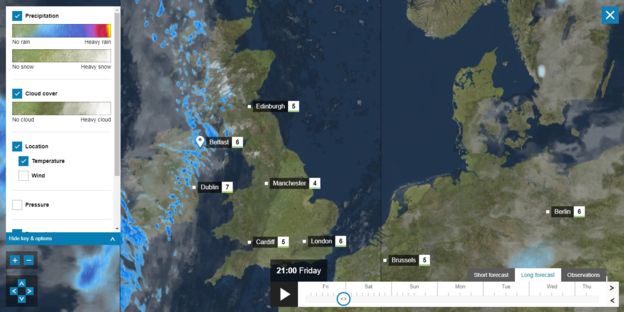 Precipitation
No rain Heavy rain
No snow Heavy snow
Cloud cover
No cloud Heavy cloud
Location
Temperature
Wind
Pressure
Hide key & options
Edinburgh 5
Belfast 6
Dublin 7
Manchester 4
Cardiff 5
London 6
Brussels 5
Berlin 6
21:00 Friday
Short forecast Long forecast Observations
Fri Sat Sun Mon Tue Wed Thu